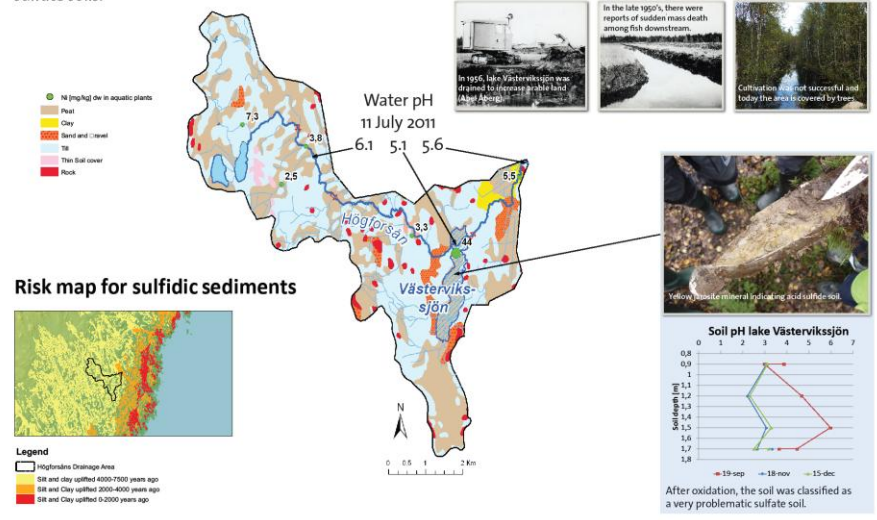 In 1956, lake Västervikssjön was
drained to increase arable land
(Abel Åberg).
In the late 1950's, there were
reports of sudden mass death
among fish downstream.
Cultivation was not successful and
today the area is covered by trees
Ni [mg/kg] dw in aquatic plants
Peat
Clay
Sand and □ravel
Till
Thin Soil cover
Rock
Water pH
11 July 2011
6.1 5.1 5.6
7,3
3,8
2,5
5,5
3,3
44
Högforsån
Västerviks-
sjön
N
0 0.5 1 2 Km
Yellow jarosite mineral indicating acid sulfide soil.
Risk map for sulfidic sediments
Legend
Högforsåns Drainage Area
Silt and clay uplifted 4000-7500 years ago
Silt and Clay uplifted 2000-4000 years ago
Silt and Clay uplifted 0-2000 years ago
Soil pH lake Västervikssjön
0 1 2 3 4 5 6 7
Soil depth [m]
0,8
0,9
1
1,1
1,2
1,3
1,4
1,5
1,6
1,7
1,8
19-sep 18-nov 15-dec
After oxidation, the soil was classified as
a very problematic sulfate soil.